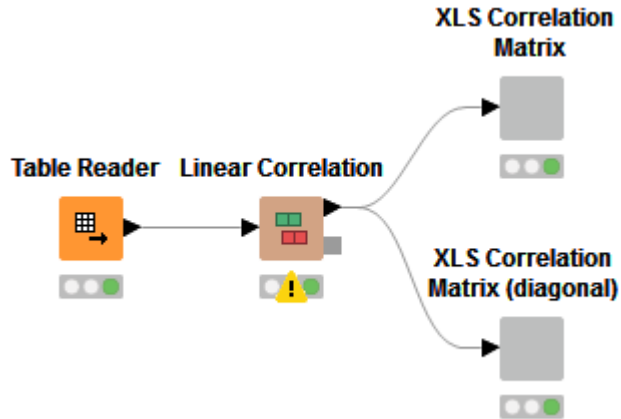 XLS Correlation
Matrix
Table Reader
Linear Correlation
XLS Correlation
Matrix (diagonal)